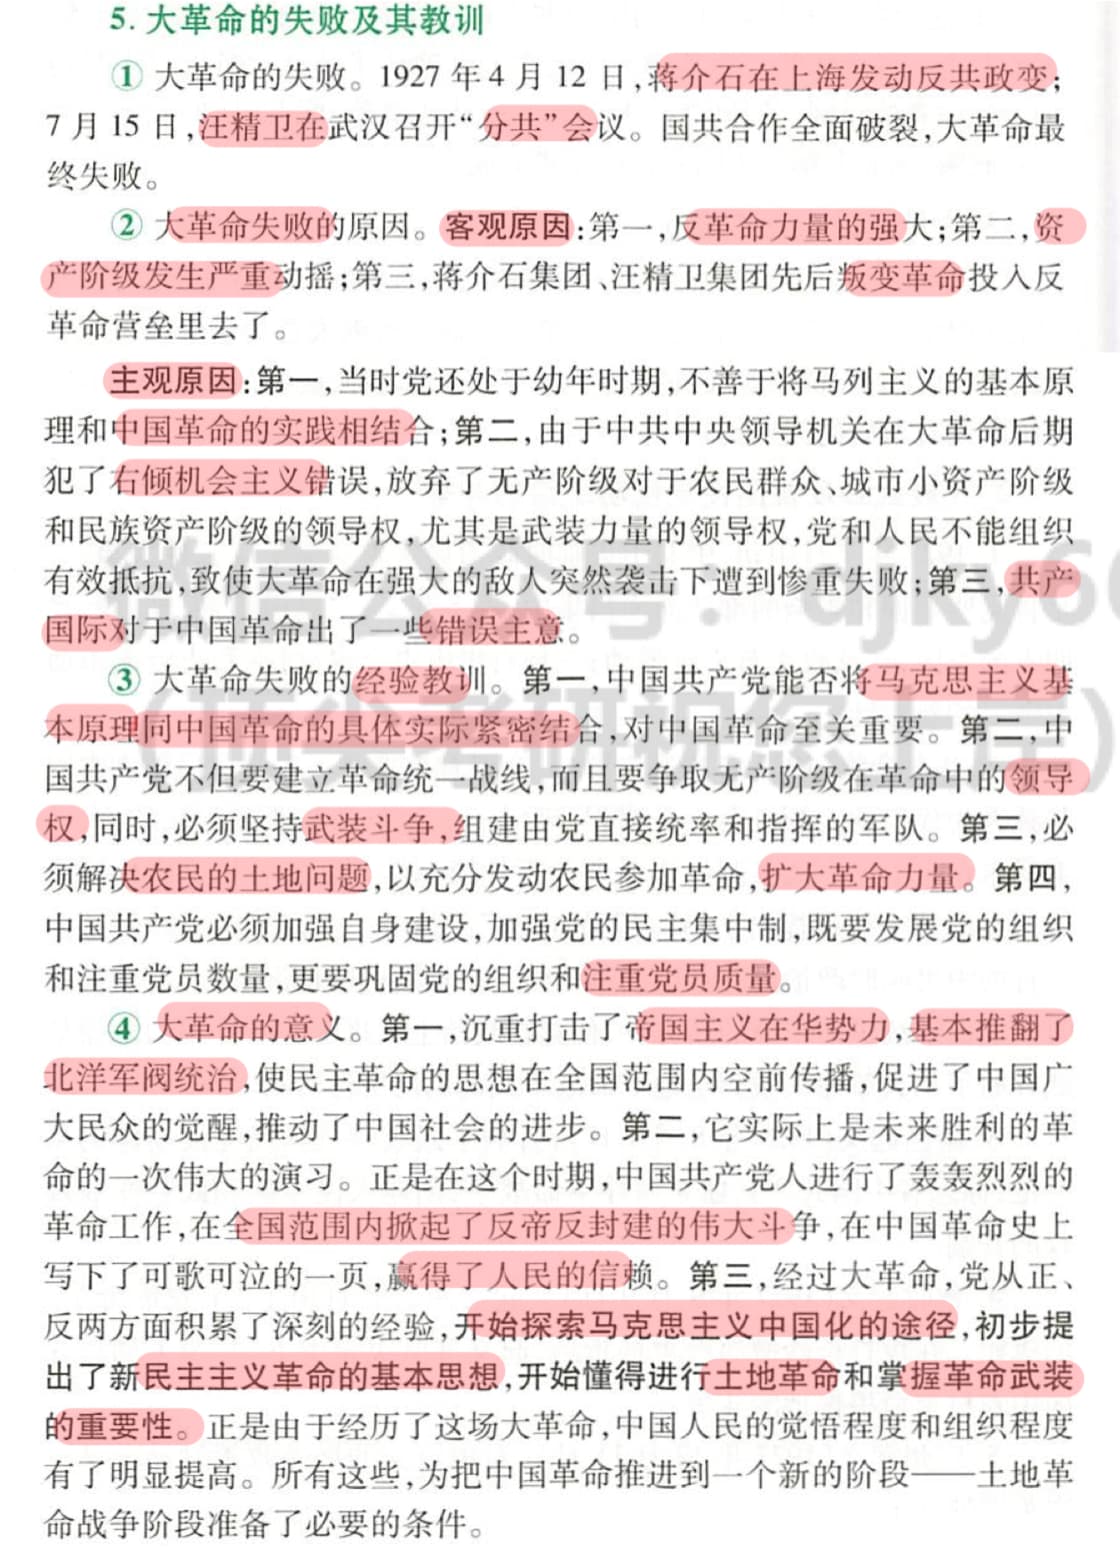 5. 大革命的失败及其教训
① 大革命的失败。1927 年 4 月 12 日,蒋介石在上海发动反共政变;
7 月 15 日,汪精卫在武汉召开“分共”会议。国共合作全面破裂,大革命最
终失败。
② 大革命失败的原因。客观原因:第一,反革命力量的强大;第二,资
产阶级发生严重动摇;第三,蒋介石集团、汪精卫集团先后叛变革命投入反
革命营垒里去了。
主观原因:第一,当时党还处于幼年时期,不善于将马列主义的基本原
理和中国革命的实践相结合;第二,由于中共中央领导机关在大革命后期
犯了右倾机会主义错误,放弃了无产阶级对于农民群众、城市小资产阶级
和民族资产阶级的领导权,尤其是武装力量的领导权,党和人民不能组织
有效抵抗,致使大革命在强大的敌人突然袭击下遭到惨重失败;第三,共产
国际对于中国革命出了一些错误主意。
微信公众号:djky6
③ 大革命失败的经验教训。第一,中国共产党能否将马克思主义基
本原理同中国革命的具体实际紧密结合,对中国革命至关重要。第二,中
(顶尖考研祝您上岸)
国共产党不但要建立革命统一战线,而且要争取无产阶级在革命中的领导
权,同时,必须坚持武装斗争,组建由党直接统率和指挥的军队。第三,必
须解决农民的土地问题,以充分发动农民参加革命,扩大革命力量。第四,
中国共产党必须加强自身建设,加强党的民主集中制,既要发展党的组织
和注重党员数量,更要巩固党的组织和注重党员质量。
④ 大革命的意义。第一,沉重打击了帝国主义在华势力,基本推翻了
北洋军阀统治,使民主革命的思想在全国范围内空前传播,促进了中国广
大民众的觉醒,推动了中国社会的进步。第二,它实际上是未来胜利的革
命的一次伟大的演习。正是在这个时期,中国共产党人进行了轰轰烈烈的
革命工作,在全国范围内掀起了反帝反封建的伟大斗争,在中国革命史上
写下了可歌可泣的一页,赢得了人民的信赖。第三,经过大革命,党从正、
反两方面积累了深刻的经验,开始探索马克思主义中国化的途径,初步提
出了新民主主义革命的基本思想,开始懂得进行土地革命和掌握革命武装
的重要性。正是由于经历了这场大革命,中国人民的觉悟程度和组织程度
有了明显提高。所有这些,为把中国革命推进到一个新的阶段——土地革
命战争阶段准备了必要的条件。